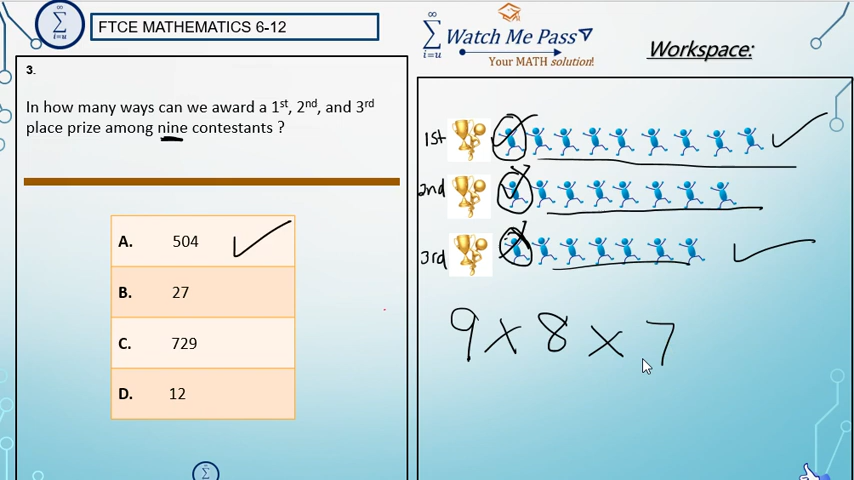 FTCE MATHEMATICS 6-12
Watch Me Pass
Your MATH solution!
Workspace:
3.
In how many ways can we award a 1st, 2nd, and 3rd
place prize among nine contestants ?
A. 504
B. 27
C. 729
D. 12
1st
2nd
3rd
9 x 8 x 7